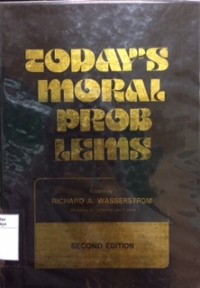 TODAY'S
MORAL
PROB
LEMS
RICHARD A. WASSERSTROM
SECOND EDITION